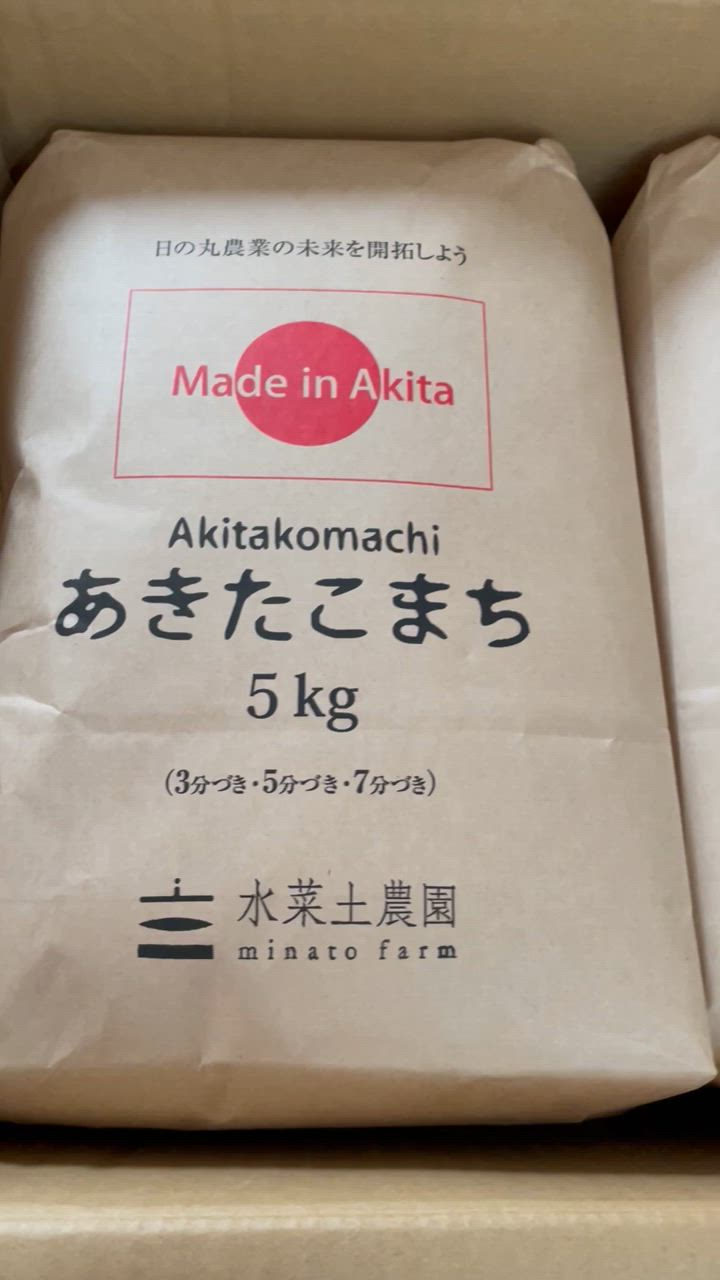 日の丸農業の未来を開拓しよう
Made in Akita
Akitakomachi
あきたこまち
5kg
(3分づき・5分づき・7分づき)
水菜土農園
minato farm